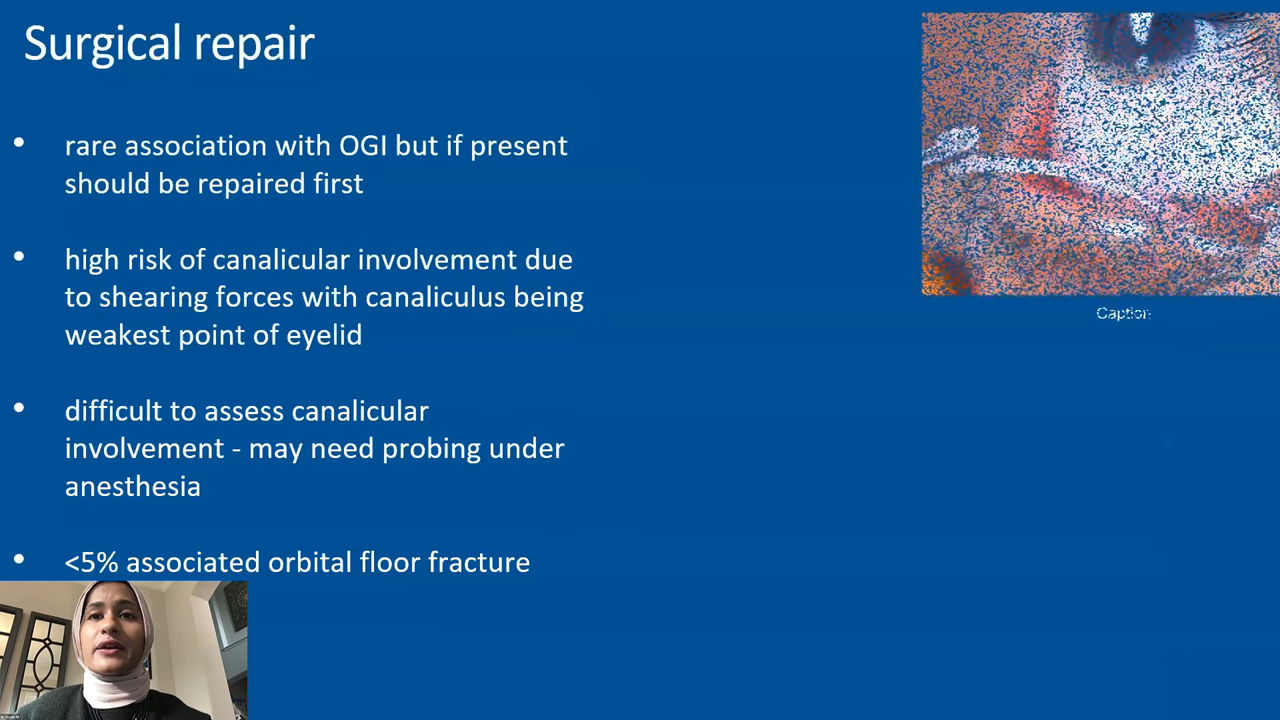 Surgical repair
• rare association with OGI but if present
should be repaired first
• high risk of canalicular involvement due
to shearing forces with canaliculus being
weakest point of eyelid
• difficult to assess canalicular
involvement - may need probing under
anesthesia
• <5% associated orbital floor fracture
Caption